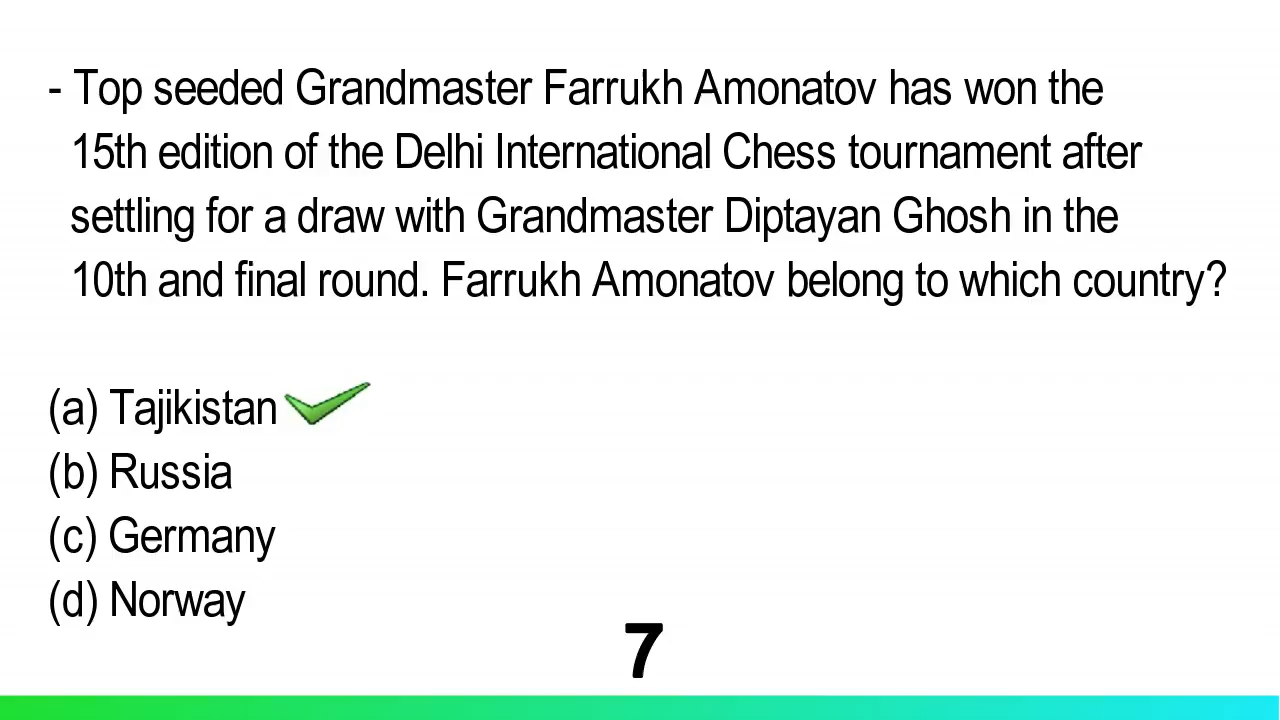 - Top seeded Grandmaster Farrukh Amonatov has won the
15th edition of the Delhi International Chess tournament after
settling for a draw with Grandmaster Diptayan Ghosh in the
10th and final round. Farrukh Amonatov belong to which country?
(a) Tajikistan
(b) Russia
(c) Germany
(d) Norway
7